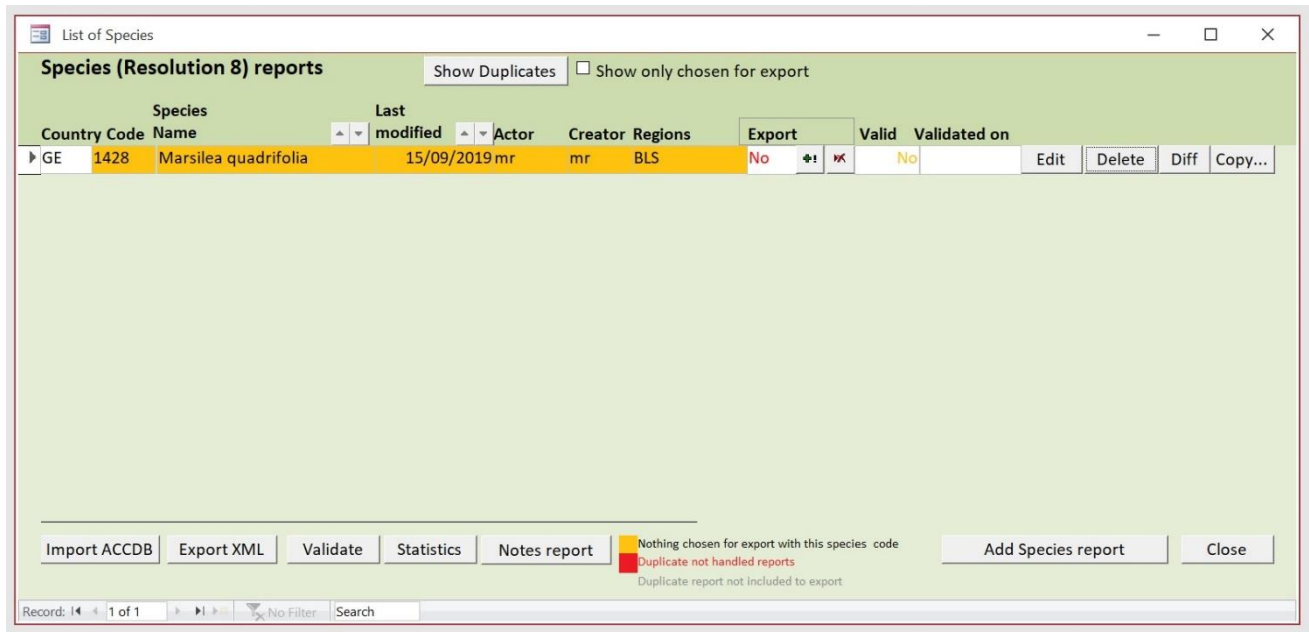 List of Species
Species (Resolution 8) reports Show Duplicates Show only chosen for export
Species Last
Country Code Name modified Actor Creator Regions Export Valid Validated on
GE 1428 Marsilea quadrifolia 15/09/2019 mr mr BLS No No Edit Delete Diff Copy...
Import ACCDB Export XML Validate Statistics Notes report Nothing chosen for export with this species code Add Species report Close
Duplicate not handled reports
Duplicate report not included to export
Record: 1 of 1 No Filter Search